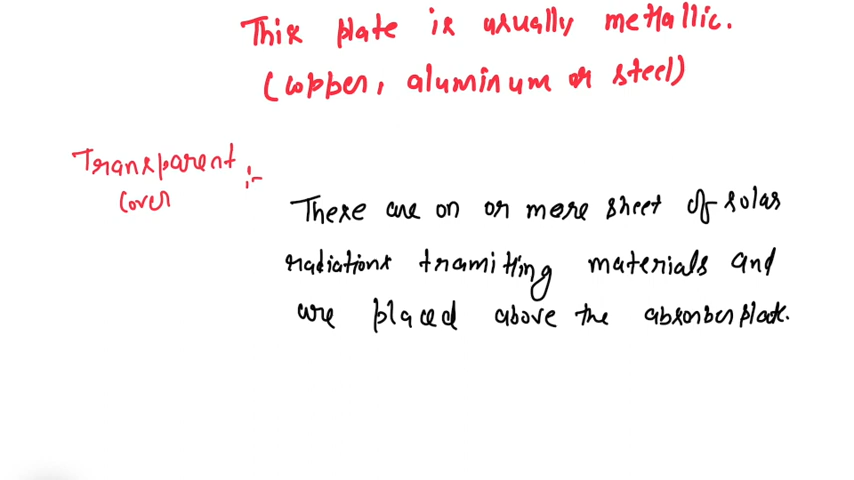 This plate is usually metallic.
(copper, aluminum or steel)
Transparent :-
cover
These are on or more sheet of solar
radiations tramitting materials and
are placed above the absorber plate.